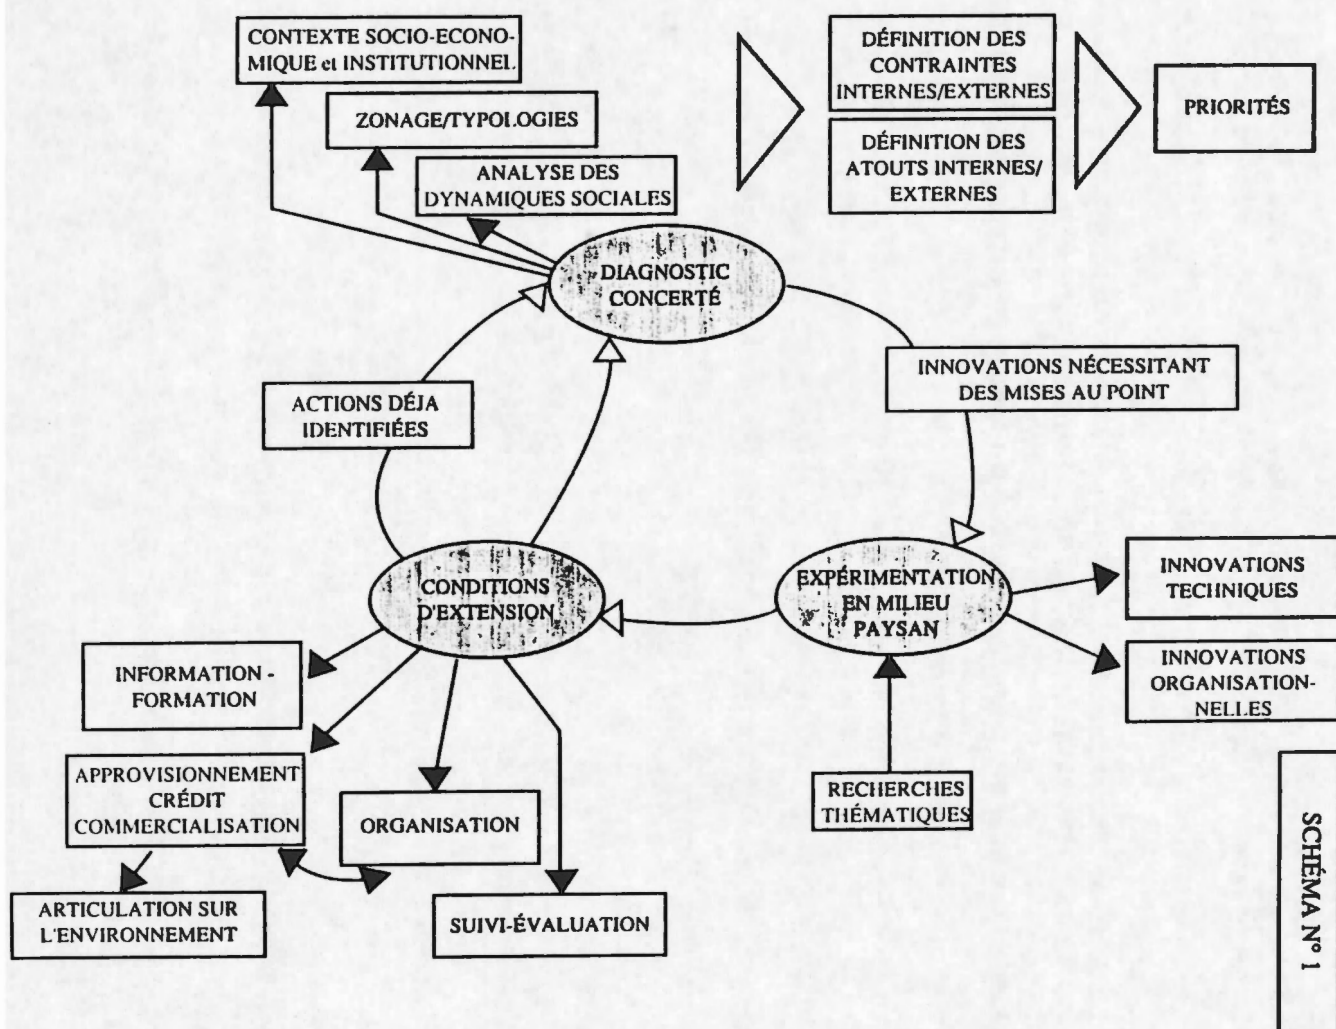 CONTEXTE SOCIO-ECONO-
MIQUE et INSTITUTIONNEL
ZONAGE/TYPOLOGIES
ANALYSE DES
DYNAMIQUES SOCIALES
DÉFINITION DES
CONTRAINTES
INTERNES/EXTERNES
DÉFINITION DES
ATOUTS INTERNES/
EXTERNES
PRIORITÉS
DIAGNOSTIC
CONCERTÉ
INNOVATIONS NÉCESSITANT
DES MISES AU POINT
ACTIONS DÉJA
IDENTIFIÉES
CONDITIONS
D'EXTENSION
EXPÉRIMENTATION
EN MILIEU
PAYSAN
INNOVATIONS
TECHNIQUES
INNOVATIONS
ORGANISATION-
NELLES
INFORMATION -
FORMATION
APPROVISIONNEMENT
CRÉDIT
COMMERCIALISATION
ORGANISATION
RECHERCHES
THÉMATIQUES
ARTICULATION SUR
L'ENVIRONNEMENT
SUIVI-ÉVALUATION
SCHÉMA N° 1